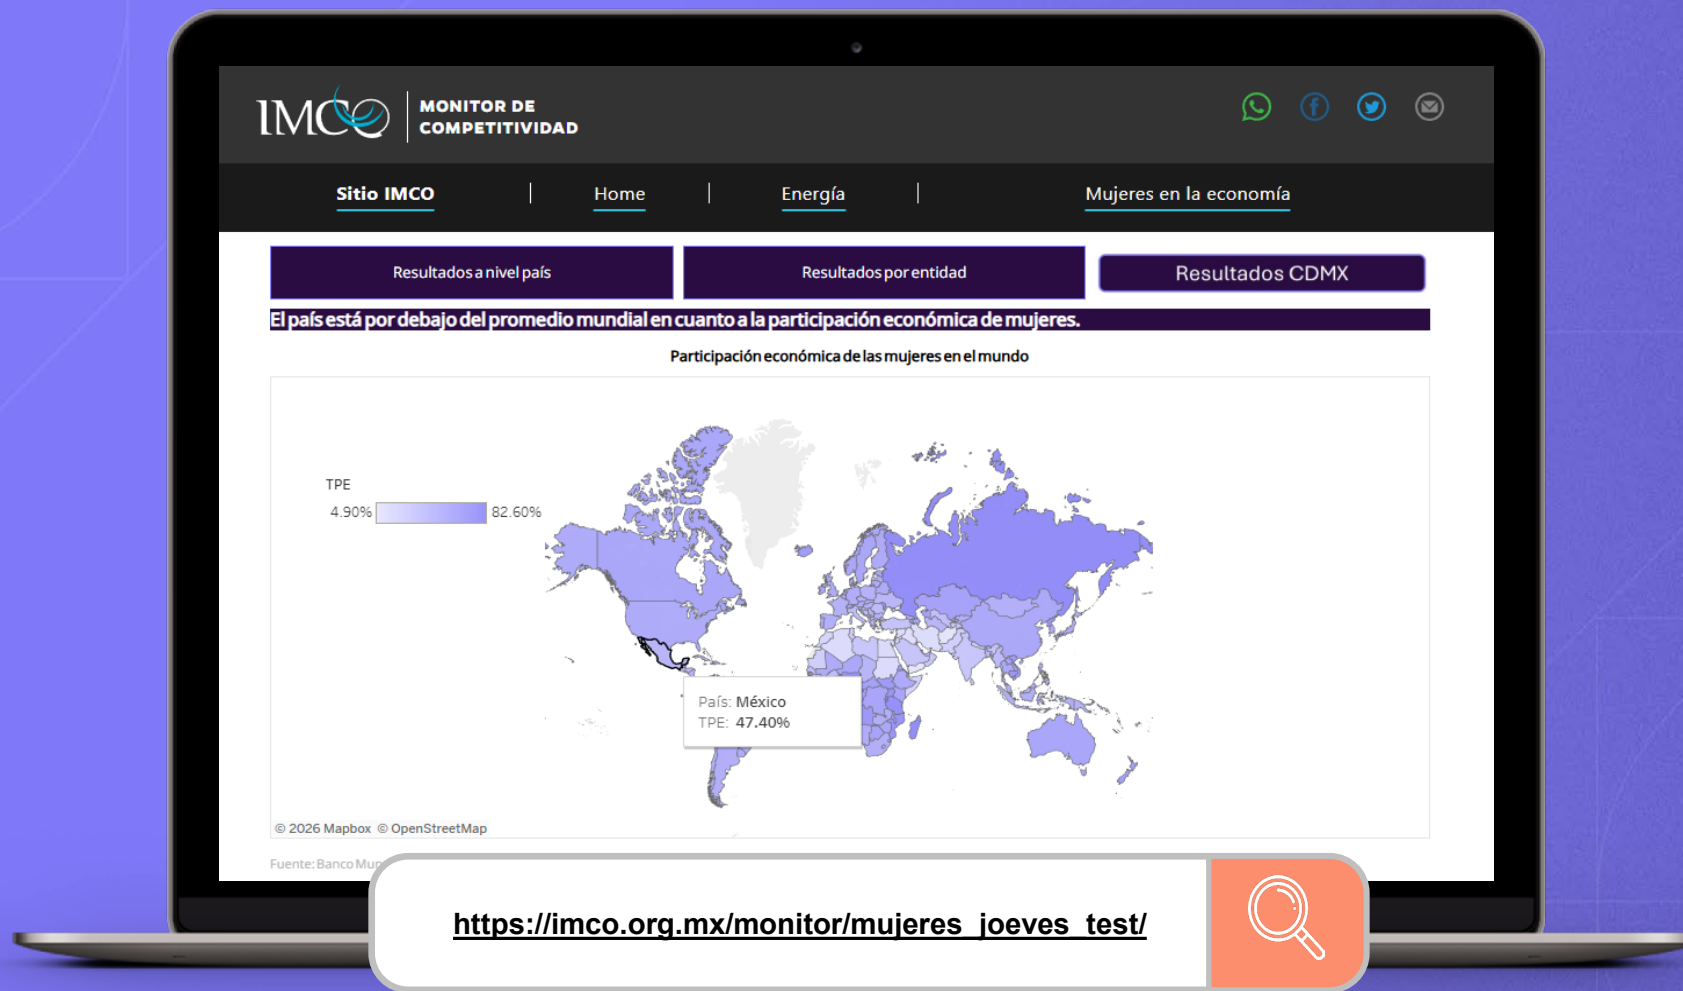 IMCO
MONITOR DE
COMPETITIVIDAD
Sitio IMCO
Home
Energía
Mujeres en la economía
Resultados a nivel país
Resultados por entidad
Resultados CDMX
El país está por debajo del promedio mundial en cuanto a la participación económica de mujeres.
Participación económica de las mujeres en el mundo
TPE
4.90%
82.60%
País: México
TPE: 47.40%
© 2026 Mapbox © OpenStreetMap
Fuente: Banco
https://imco.org.mx/monitor/mujeres_joeves_test/